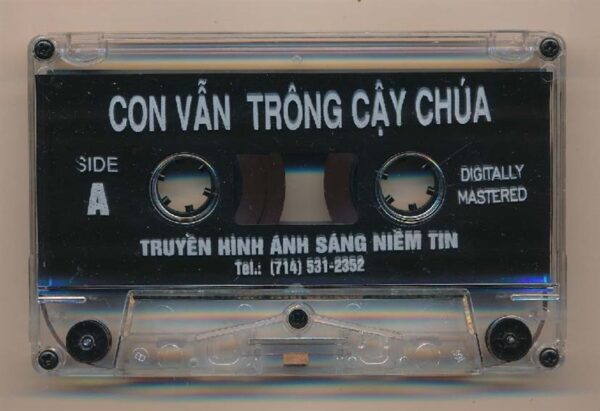 CON VẪN TRÔNG CẬY CHÚA
SIDE
A
DIGITALLY
MASTERED
TRUYỀN HÌNH ÁNH SÁNG NIỀM TIN
Tel.: (714) 531-2352